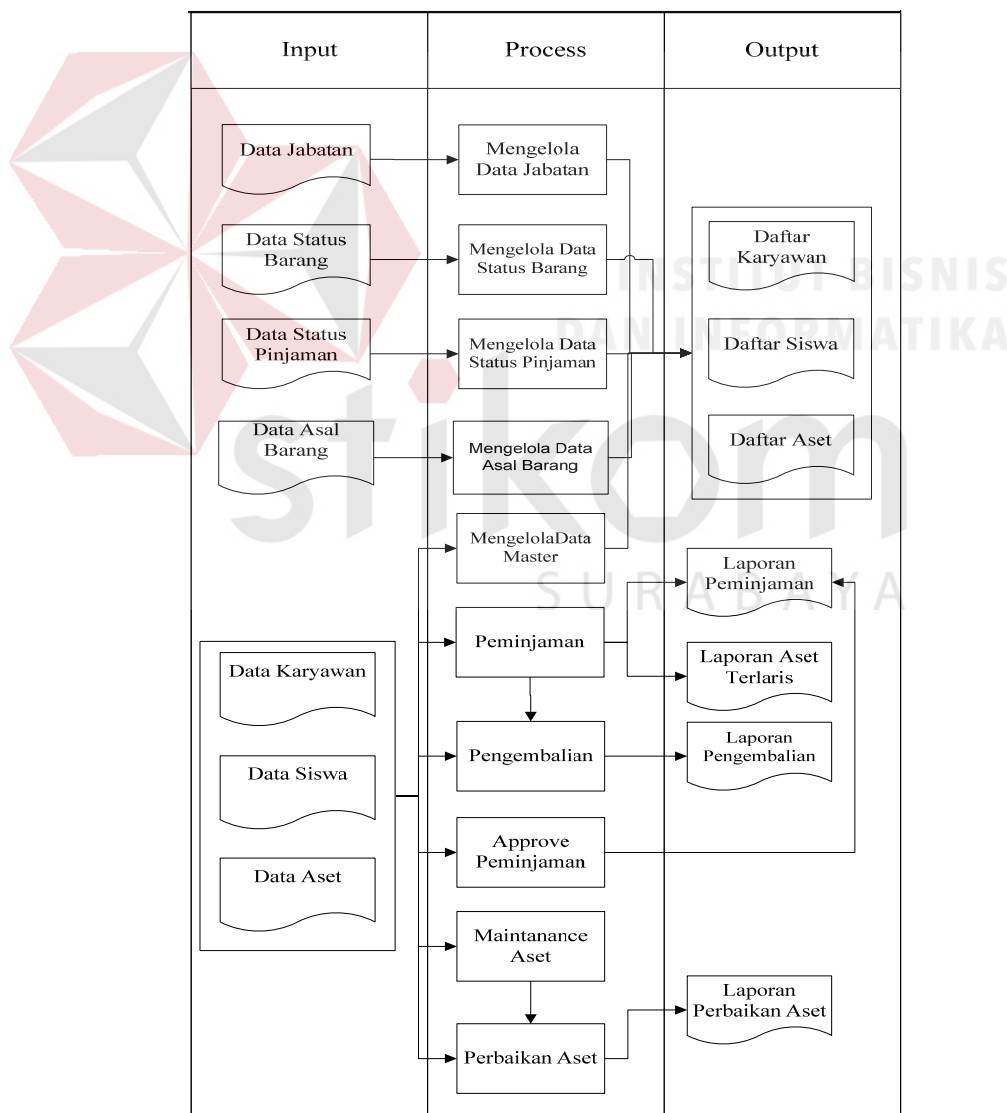 Input
Process
Output
Data Jabatan
Mengelola
Data Jabatan
Data Status
Barang
Mengelola Data
Status Barang
Daftar
Karyawan
INSTITUT BISNIS
DAN INFORMATIKA
Data Status
Pinjaman
Mengelola Data
Status Pinjaman
Daftar Siswa
stikom
Data Asal
Barang
Mengelola Data
Asal Barang
Daftar Aset
MengelolaData
Master
Laporan
Peminjaman
SURABAYA
Data Karyawan
Peminjaman
Laporan Aset
Terlaris
Data Siswa
Pengembalian
Laporan
Pengembalian
Data Aset
Approve
Peminjaman
Maintanance
Aset
Perbaikan Aset
Laporan
Perbaikan Aset